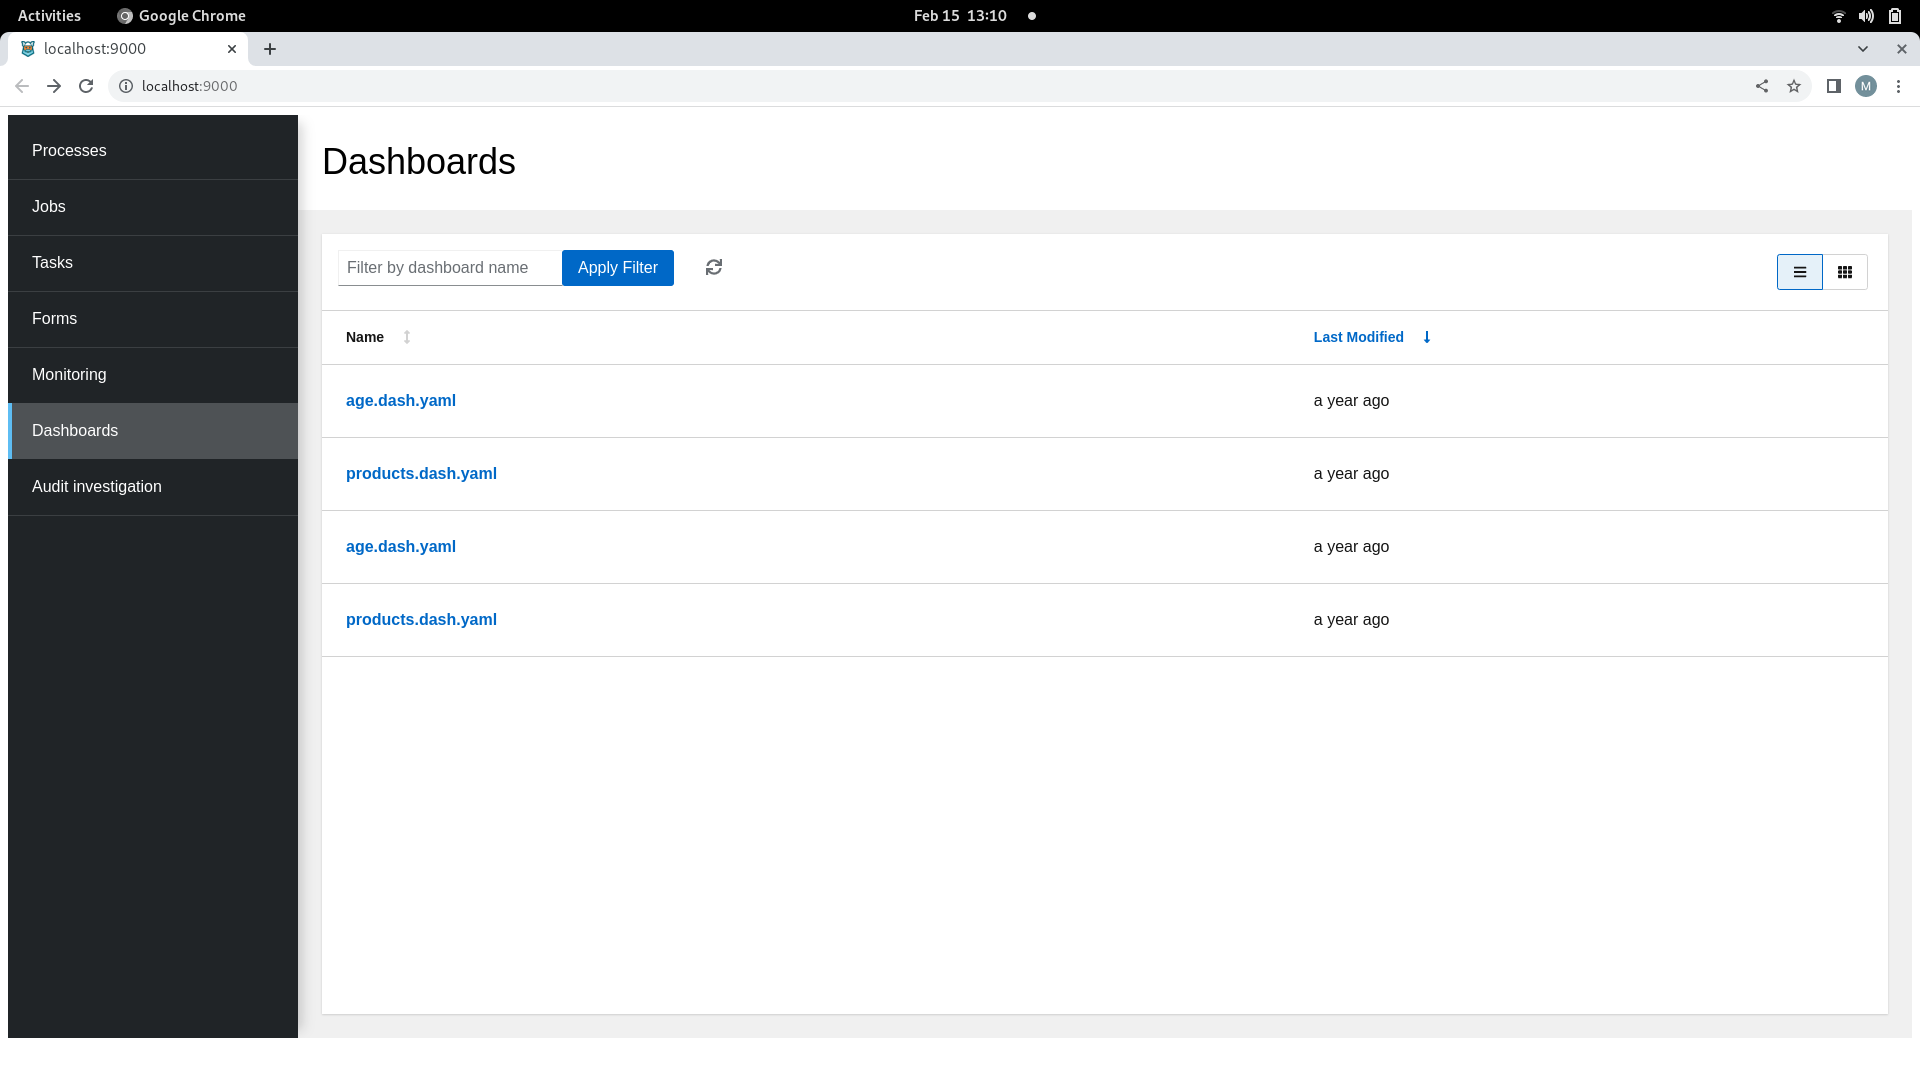 Activities
Google Chrome
Feb 15 13:10
localhost:9000
localhost:9000
M
Processes
Jobs
Tasks
Forms
Monitoring
Dashboards
Audit investigation
Dashboards
Filter by dashboard name
Apply Filter
Name
Last Modified
age.dash.yaml
a year ago
products.dash.yaml
a year ago
age.dash.yaml
a year ago
products.dash.yaml
a year ago